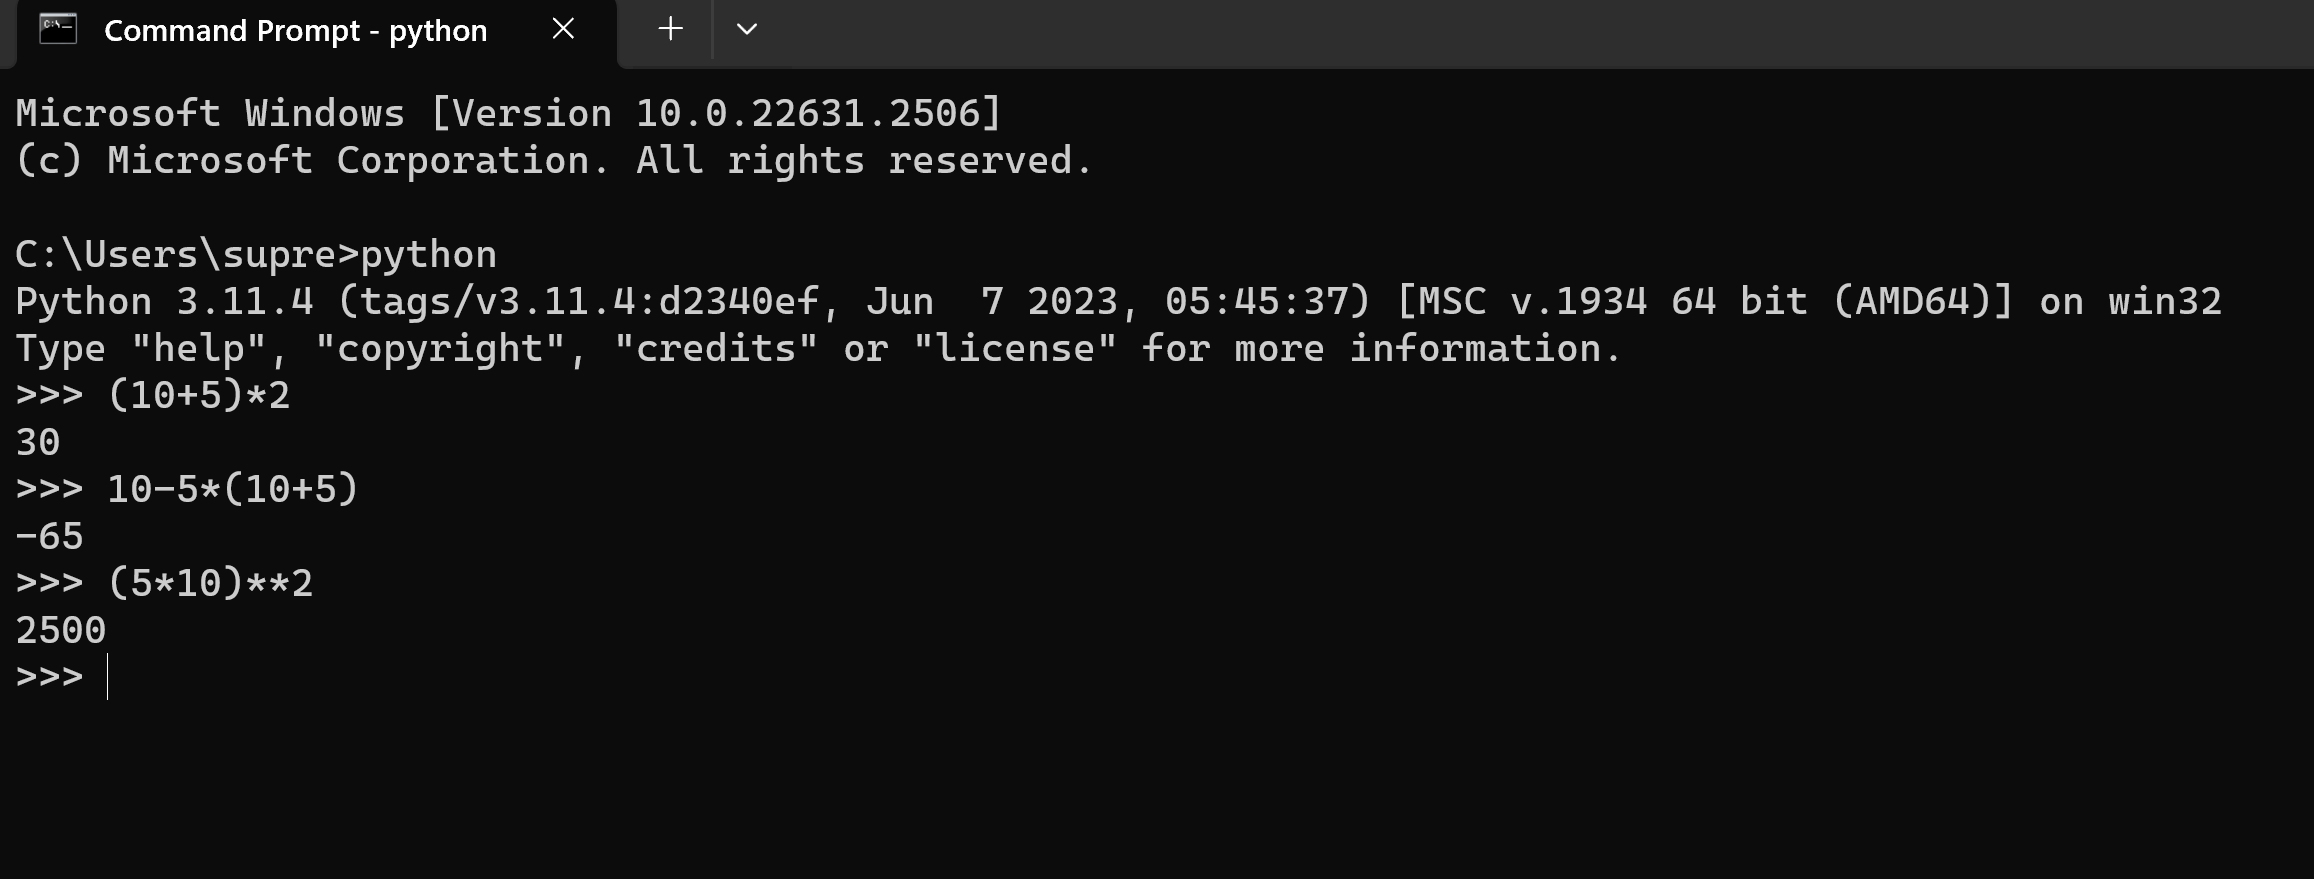 Command Prompt - python
Microsoft Windows [Version 10.0.22631.2506]
(c) Microsoft Corporation. All rights reserved.
C:\Users\supre>python
Python 3.11.4 (tags/v3.11.4:d2340ef, Jun  7 2023, 05:45:37) [MSC v.1934 64 bit (AMD64)] on win32
Type "help", "copyright", "credits" or "license" for more information.
>>> (10+5)*2
30
>>> 10-5*(10+5)
-65
>>> (5*10)**2
2500
>>>